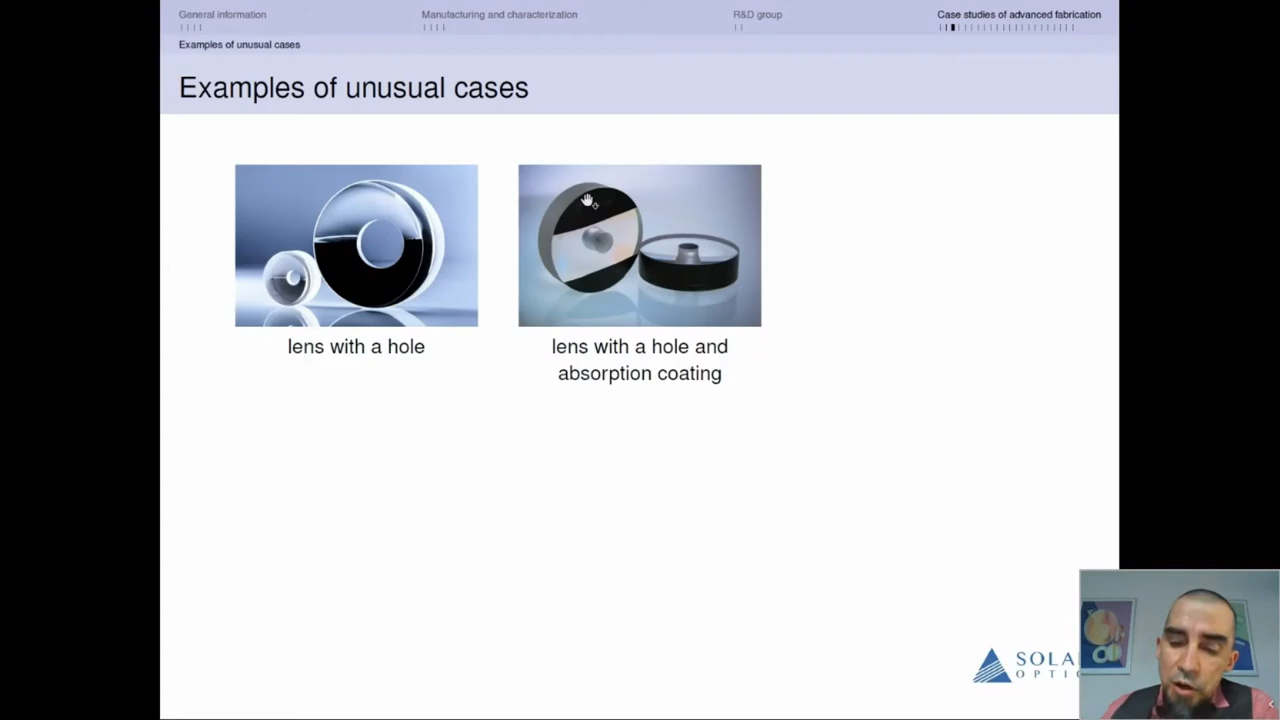 General information
Manufacturing and characterization
R&D group
Case studies of advanced fabrication
Examples of unusual cases
Examples of unusual cases
lens with a hole
lens with a hole and
absorption coating